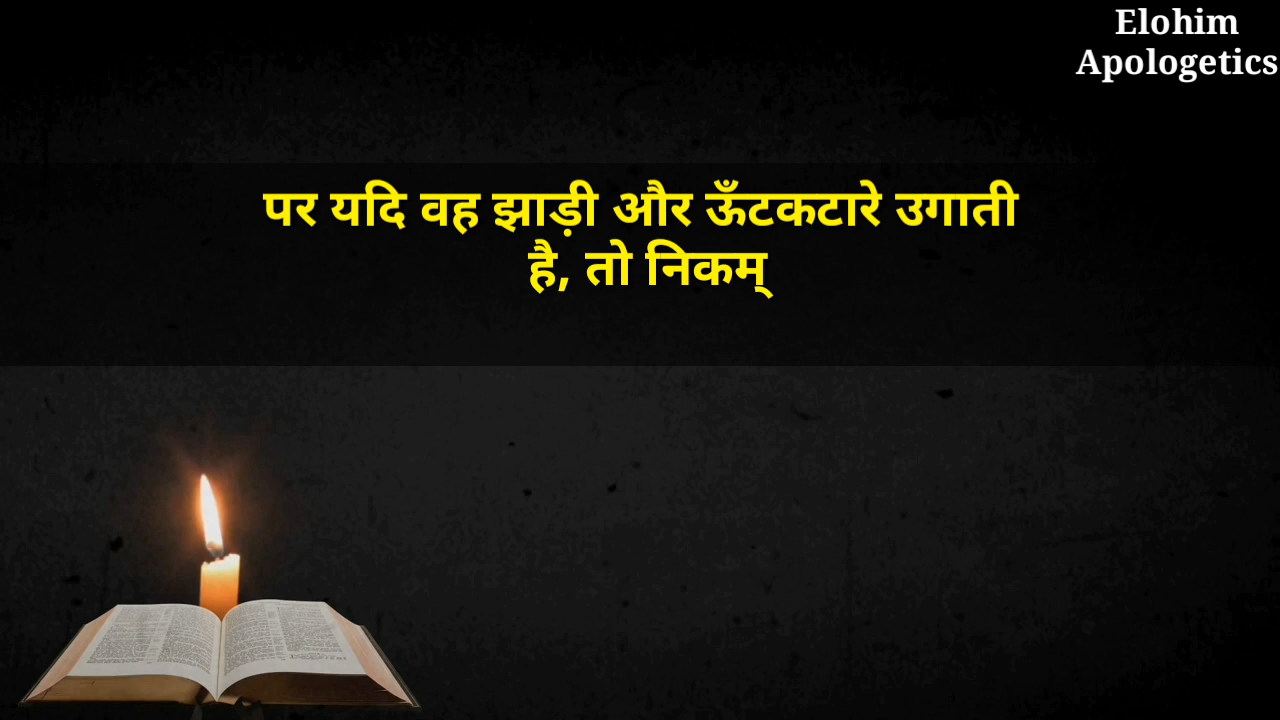 Elohim
Apologetics
पर यदि वह झाड़ी और ऊँटकटारे उगाती
है, तो निकम्